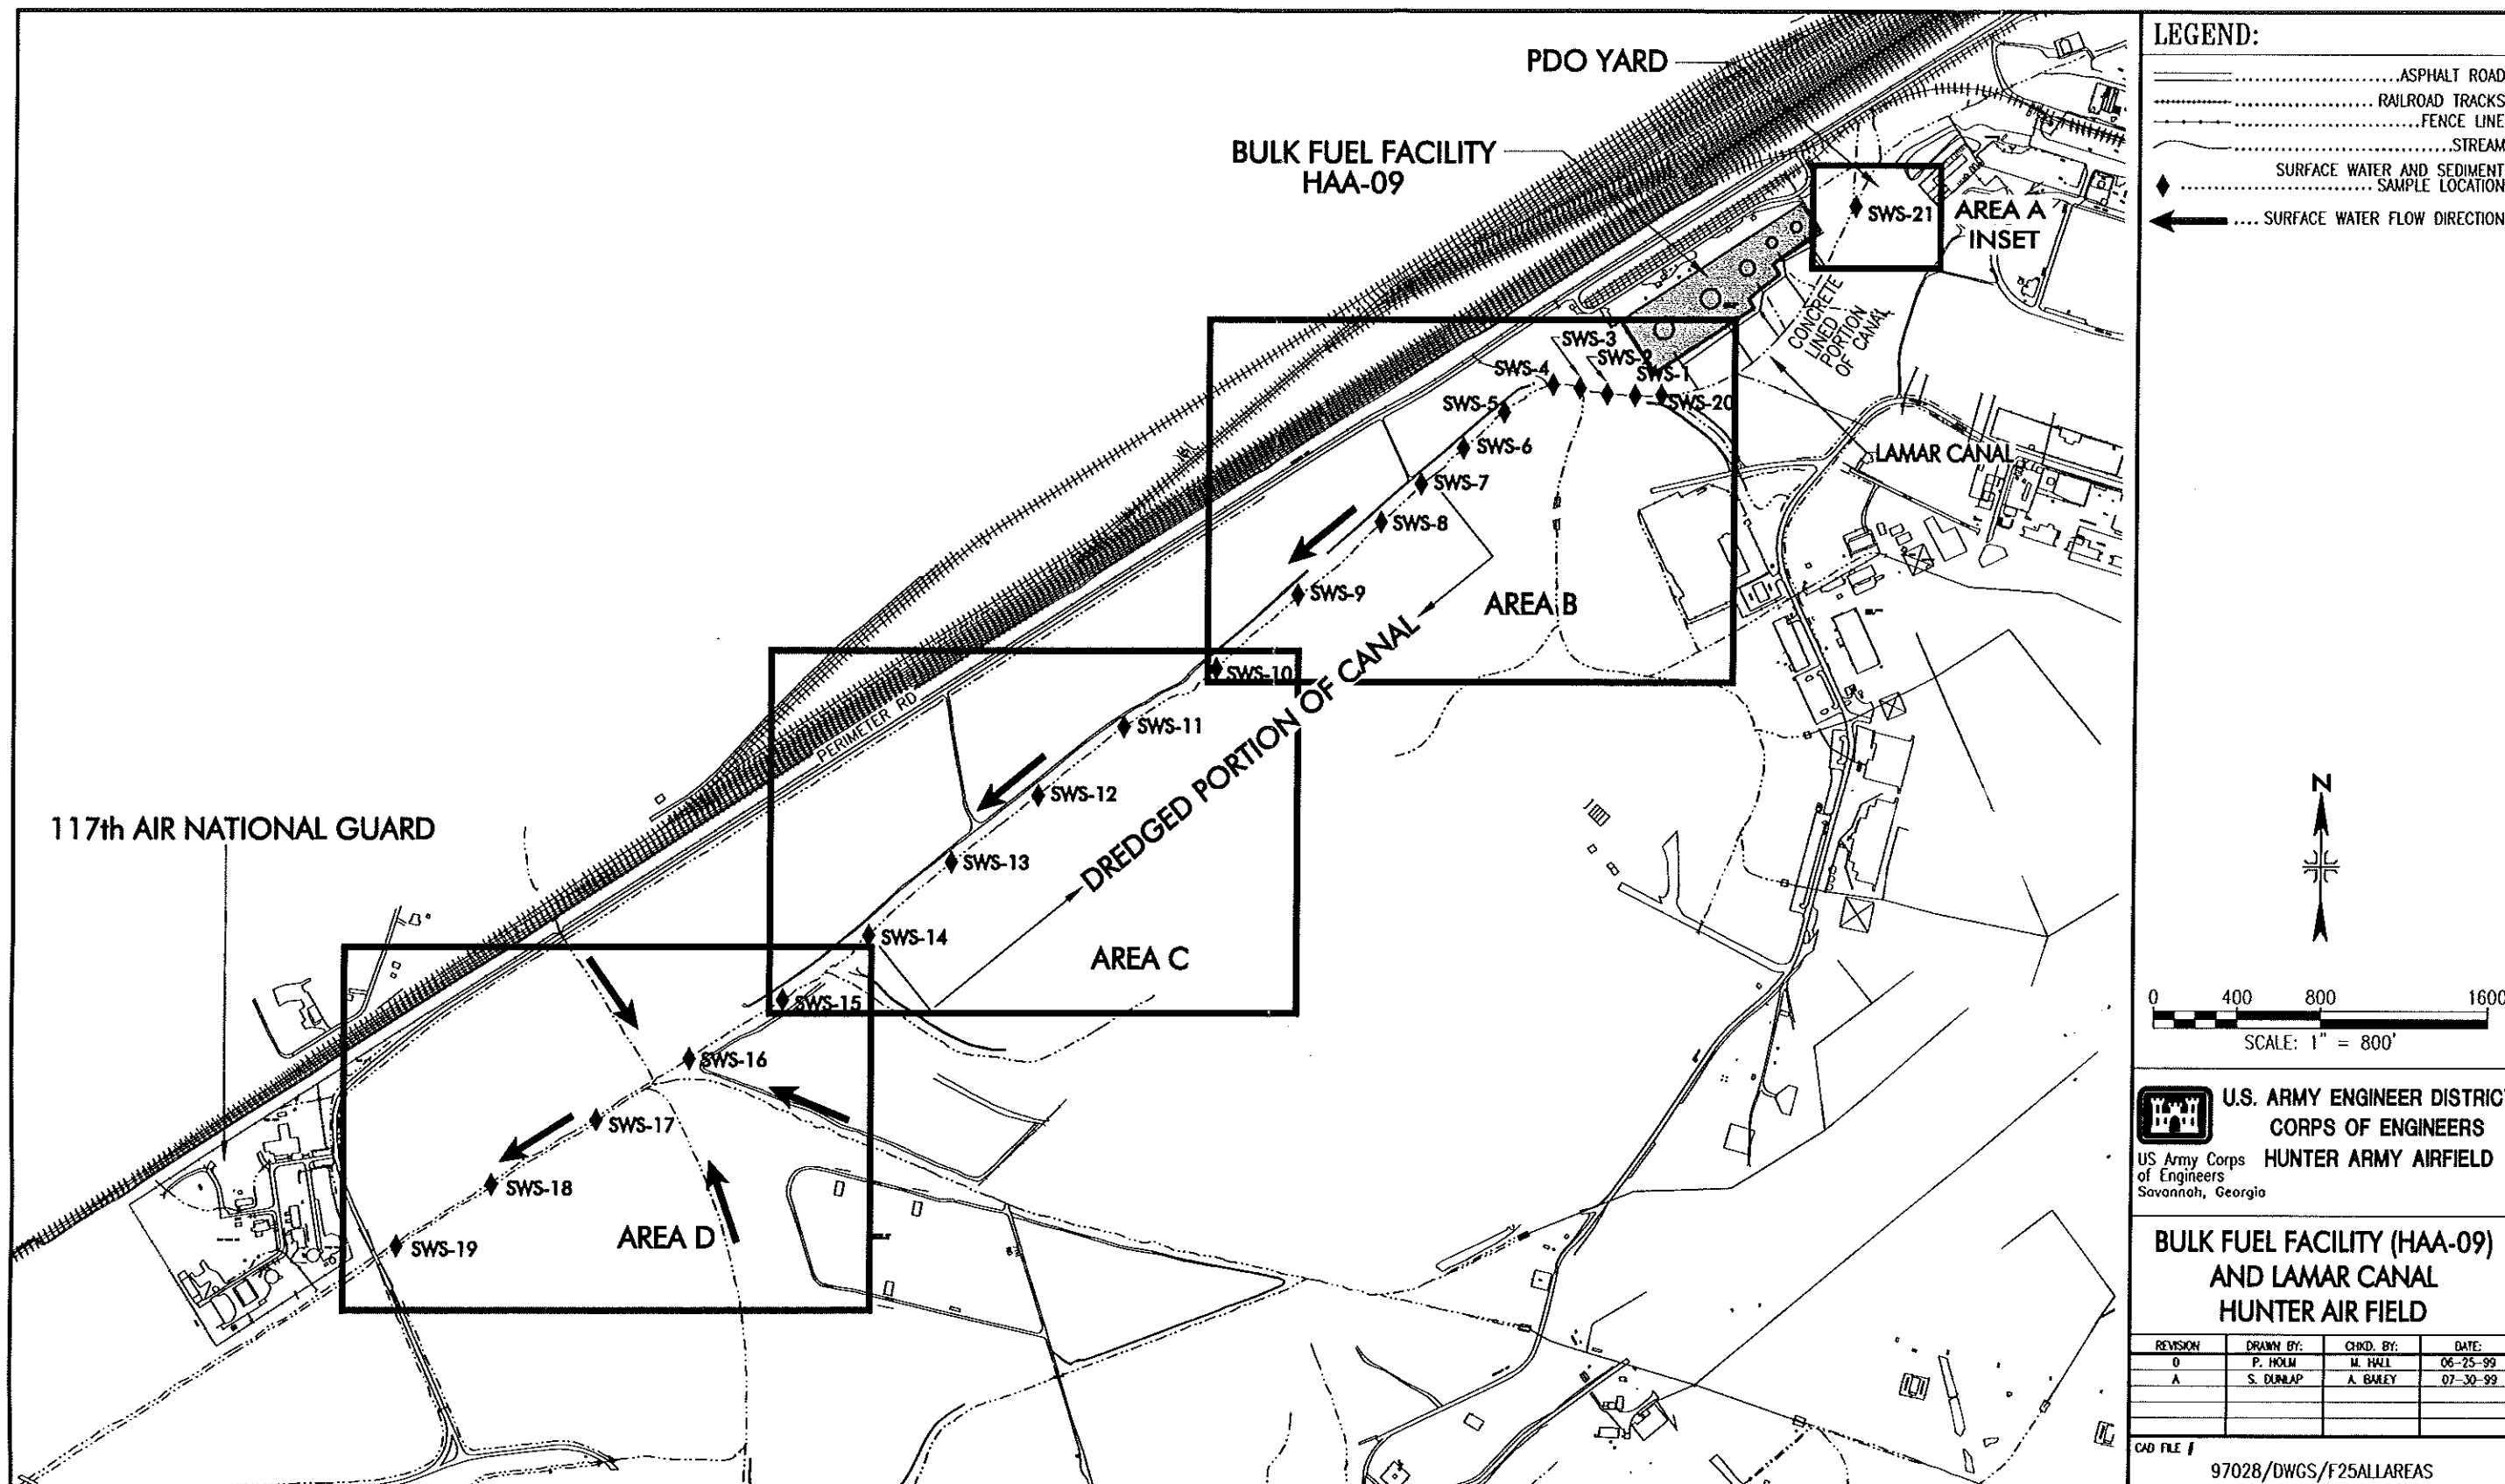 PDO YARD
BULK FUEL FACILITY
HAA-09
SWS-21
AREA A
INSET
CONCRETE
LINED
PORTION
OF CANAL
SWS-3
SWS-2
SWS-4
SWS-1
SWS-5
SWS-20
SWS-6
LAMAR CANAL
SWS-7
SWS-8
SWS-9
AREA B
SWS-10
DREDGED PORTION OF CANAL
PERIMETER RD
SWS-11
SWS-12
117th AIR NATIONAL GUARD
SWS-13
SWS-14
AREA C
SWS-15
SWS-16
SWS-17
SWS-18
AREA D
SWS-19
LEGEND:
ASPHALT ROAD
RAILROAD TRACKS
FENCE LINE
STREAM
SURFACE WATER AND SEDIMENT
SAMPLE LOCATION
SURFACE WATER FLOW DIRECTION
N
0 400 800 1600
SCALE: 1" = 800'
U.S. ARMY ENGINEER DISTRIC
CORPS OF ENGINEERS
HUNTER ARMY AIRFIELD
US Army Corps
of Engineers
Savannah, Georgia
BULK FUEL FACILITY (HAA-09)
AND LAMAR CANAL
HUNTER AIR FIELD
REVISION DRAWN BY: CHKD. BY: DATE:
0 P. HOLM M. HALL 06-25-99
A S. DUNLAP A. BAILEY 07-30-99
CAD FILE #
97028/DWGS/F25ALLAREAS